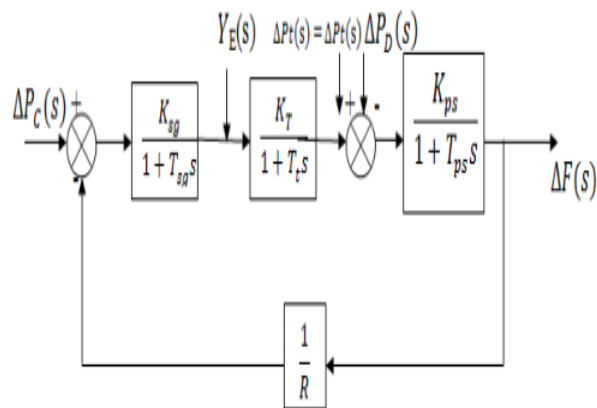 Y_E(s) ΔPt(s) = ΔPt(s) ΔP_D(s)
ΔP_C(s) +
-
K_sg
1 + T_sg s
K_T
1 + T_t s
+
-
K_ps
1 + T_ps s
ΔF(s)
1
R